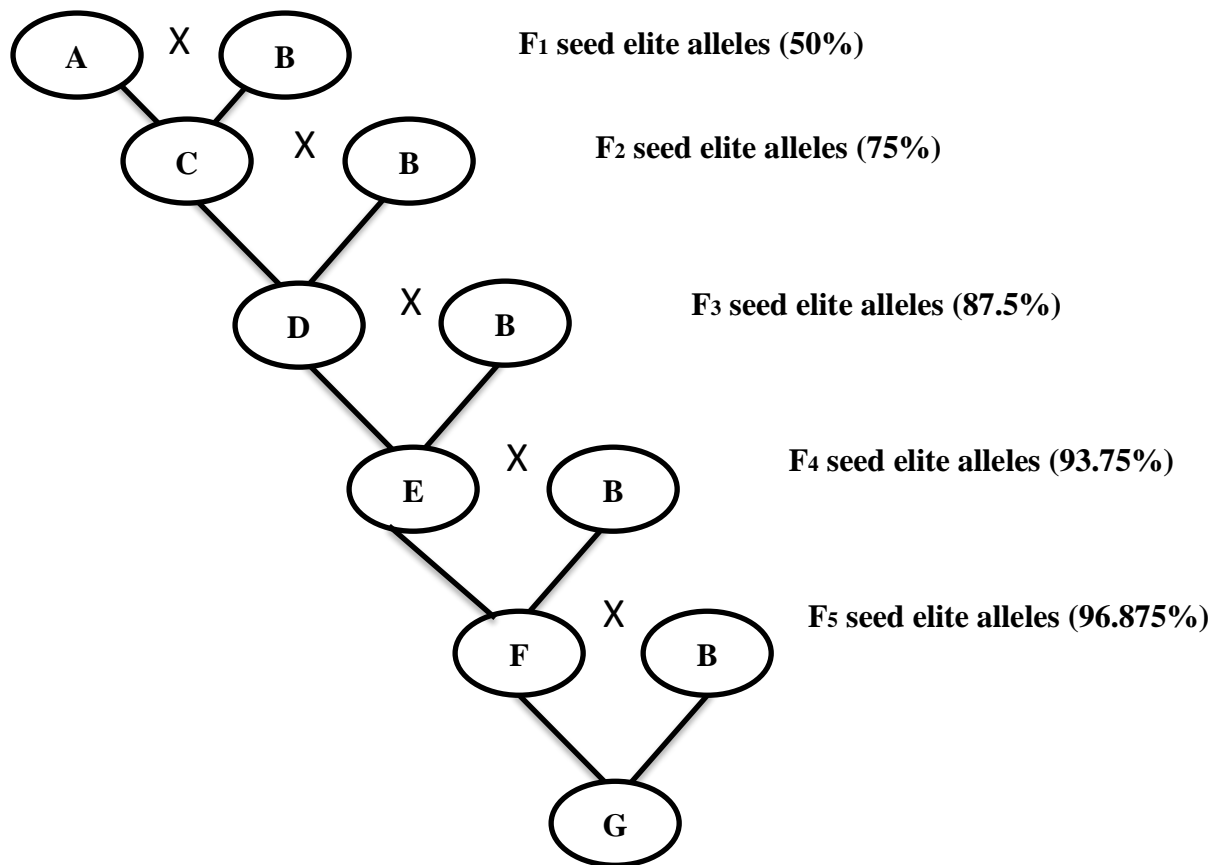 A X B F1 seed elite alleles (50%)
C X B F2 seed elite alleles (75%)
D X B F3 seed elite alleles (87.5%)
E X B F4 seed elite alleles (93.75%)
F X B F5 seed elite alleles (96.875%)
G